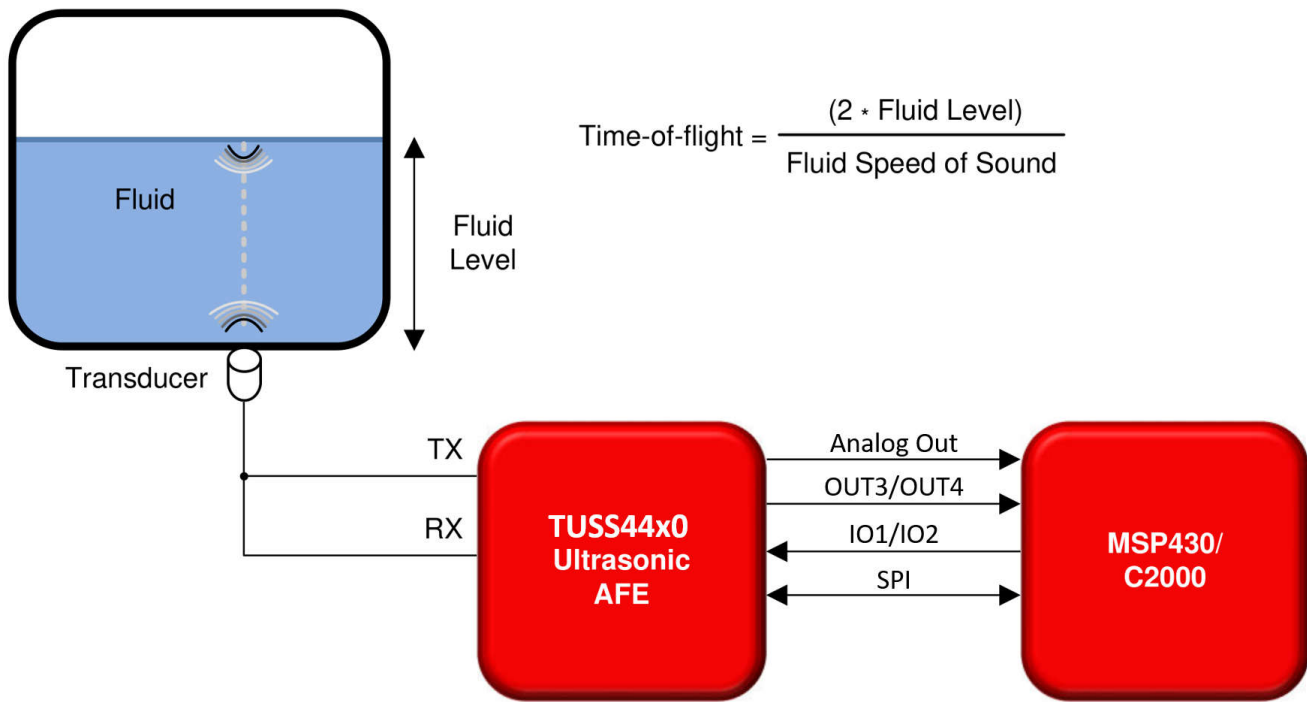 Time-of-flight = (2 * Fluid Level)
Fluid Speed of Sound
Fluid
Fluid
Level
Transducer
TX
RX
TUSS44x0
Ultrasonic
AFE
Analog Out
OUT3/OUT4
IO1/IO2
SPI
MSP430/
C2000